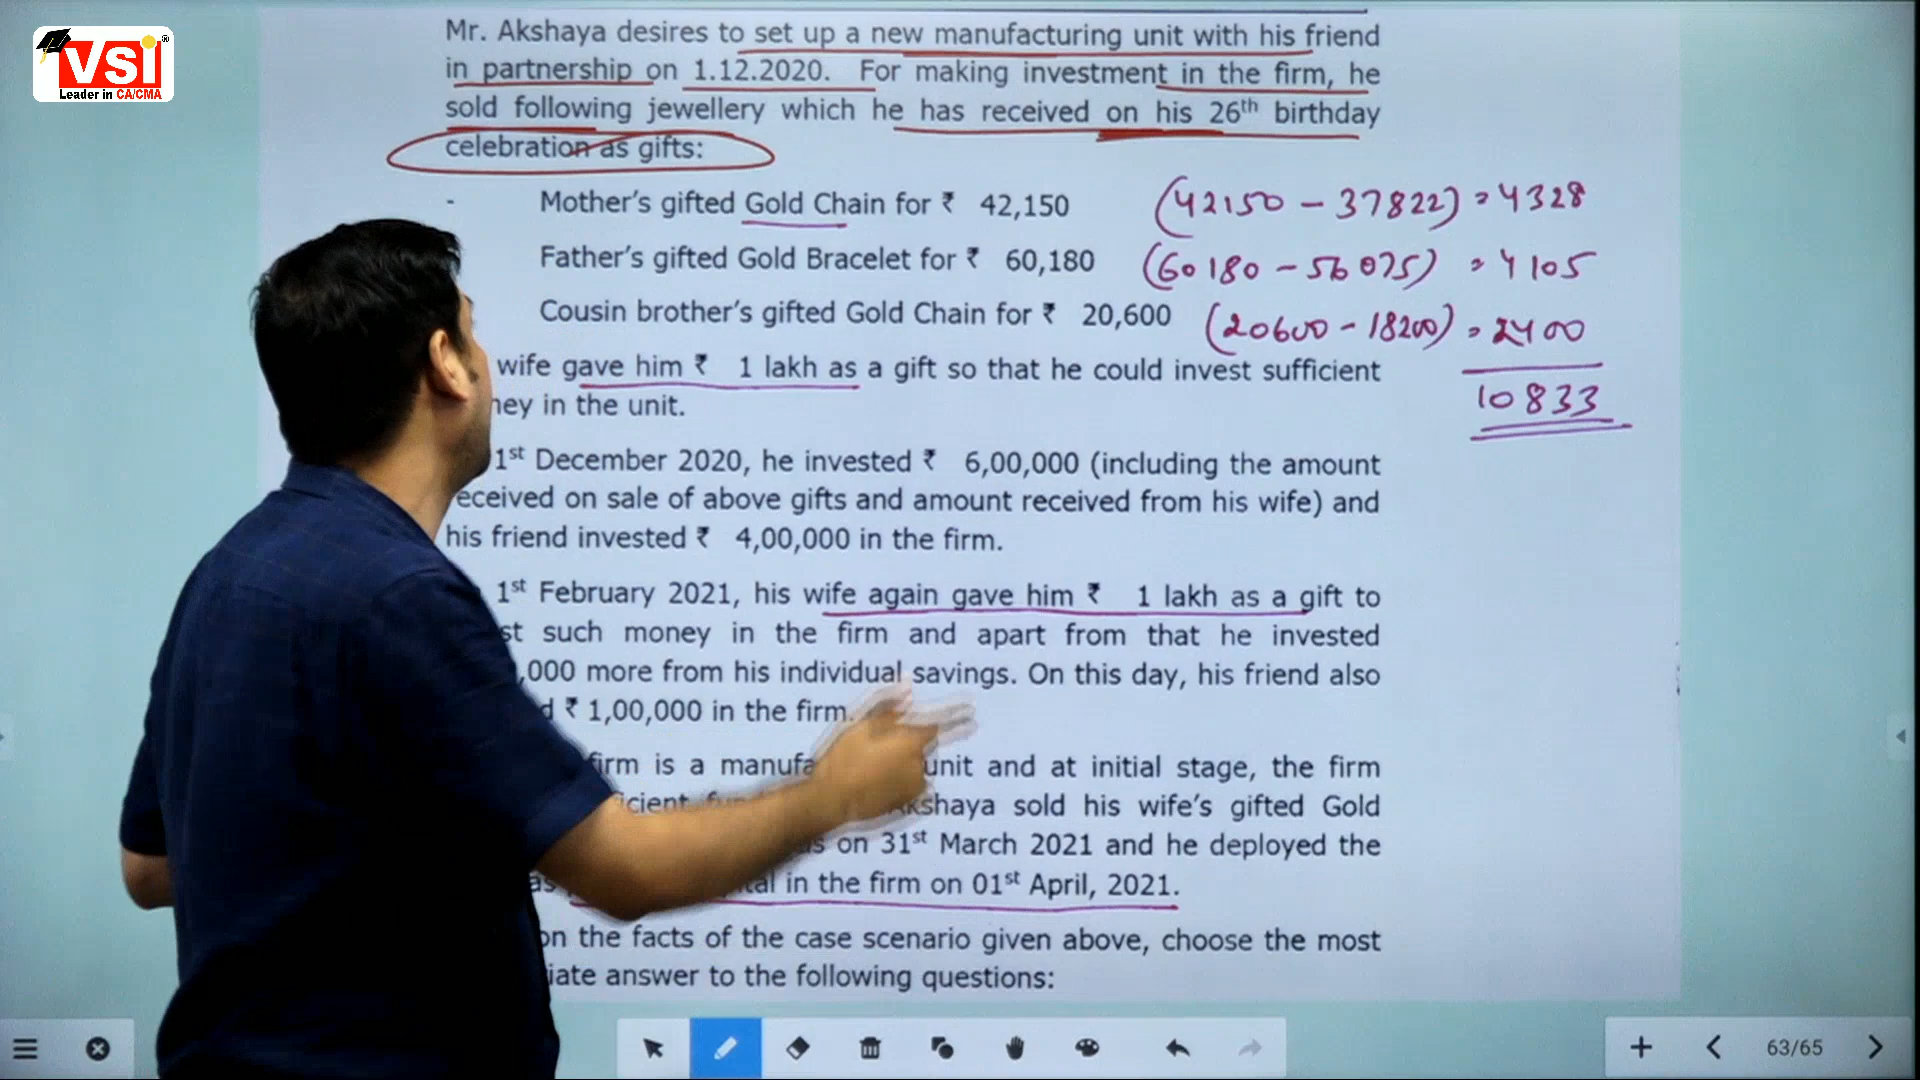 VSI®
Leader in CA/CMA
Mr. Akshaya desires to set up a new manufacturing unit with his friend
in partnership on 1.12.2020. For making investment in the firm, he
sold following jewellery which he has received on his 26th birthday
celebration as gifts:
- Mother's gifted Gold Chain for ₹ 42,150 (42150 - 37822) = 4328
Father's gifted Gold Bracelet for ₹ 60,180 (60180 - 56075) = 4105
Cousin brother's gifted Gold Chain for ₹ 20,600 (20600 - 18200) = 2400
10833
wife gave him ₹ 1 lakh as a gift so that he could invest sufficient
in the unit.
1st December 2020, he invested ₹ 6,00,000 (including the amount
eceived on sale of above gifts and amount received from his wife) and
his friend invested ₹ 4,00,000 in the firm.
1st February 2021, his wife again gave him ₹ 1 lakh as a gift to
st such money in the firm and apart from that he invested
,000 more from his individual savings. On this day, his friend also
d ₹ 1,00,000 in the firm.
firm is a manufa unit and at initial stage, the firm
icient kshaya sold his wife's gifted Gold
s on 31st March 2021 and he deployed the
as tal in the firm on 01st April, 2021.
on the facts of the case scenario given above, choose the most
iate answer to the following questions:
63/65